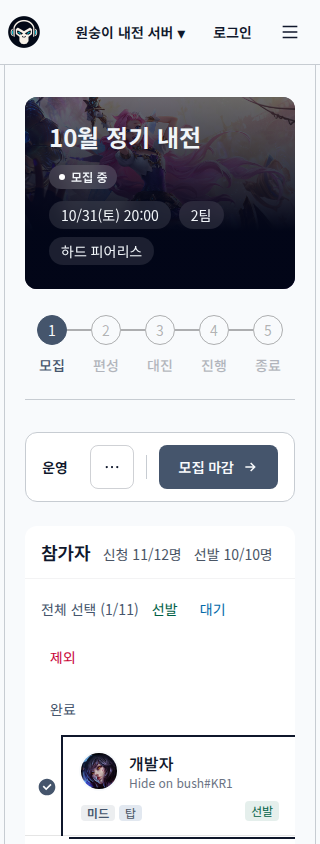 원숭이 내전 서버 ▾ 로그인
10월 정기 내전
모집 중
10/31(토) 20:00 2팀
하드 피어리스
1 2 3 4 5
모집 편성 대진 진행 종료
운영 ⋯ 모집 마감 →
참가자 신청 11/12명 선발 10/10명
전체 선택 (1/11) 선발 대기
제외
완료
개발자
Hide on bush#KR1
미드 탑 선발